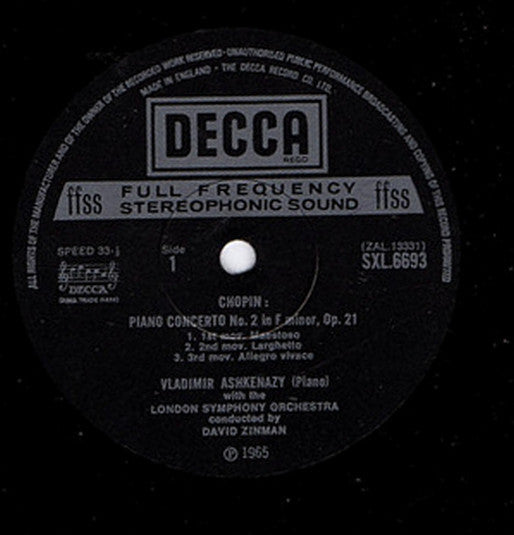 ALL RIGHTS OF THE MANUFACTURER AND OF THE OWNER OF THE RECORDED WORK RESERVED · UNAUTHORISED PUBLIC PERFORMANCE BROADCASTING AND COPYING OF THIS RECORD PROHIBITED
MADE IN ENGLAND · THE DECCA RECORD CO. LTD.
DECCA
REGD
ffss FULL FREQUENCY STEREOPHONIC SOUND ffss
SPEED 33⅓
Side 1
(ZAL.13331)
SXL.6693
DECCA
TRADE MARK
CHOPIN:
PIANO CONCERTO No. 2 in F minor, Op. 21
1. 1st mov. Maestoso
2. 2nd mov. Larghetto
3. 3rd mov. Allegro vivace
VLADIMIR ASHKENAZY (Piano)
with the
LONDON SYMPHONY ORCHESTRA
conducted by
DAVID ZINMAN
℗ 1965